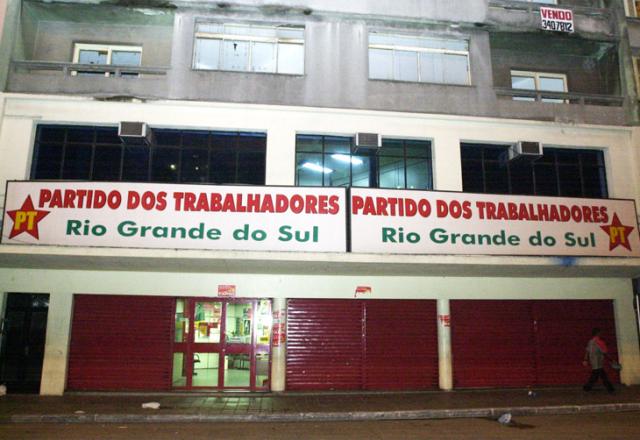 VENDO
3407812
PARTIDO DOS TRABALHADORES
Rio Grande do Sul
PT
PARTIDO DOS TRABALHADORES
Rio Grande do Sul
PT